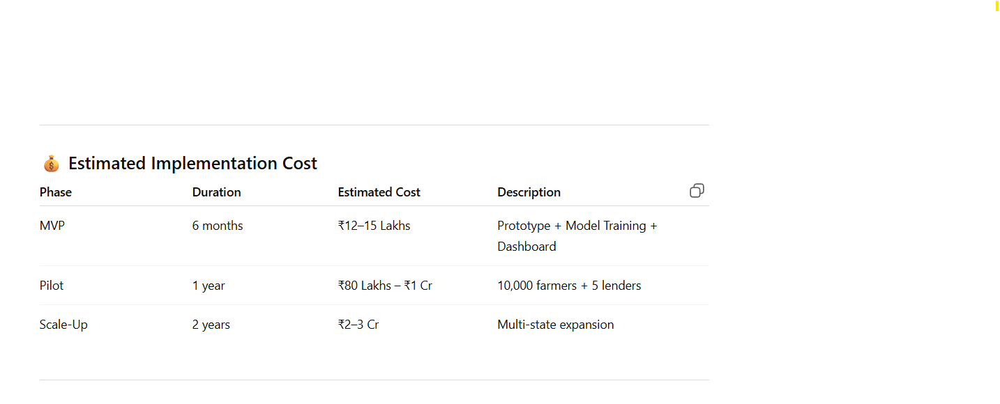 💰 Estimated Implementation Cost
Phase Duration Estimated Cost Description
MVP 6 months ₹12–15 Lakhs Prototype + Model Training +
Dashboard
Pilot 1 year ₹80 Lakhs – ₹1 Cr 10,000 farmers + 5 lenders
Scale-Up 2 years ₹2–3 Cr Multi-state expansion